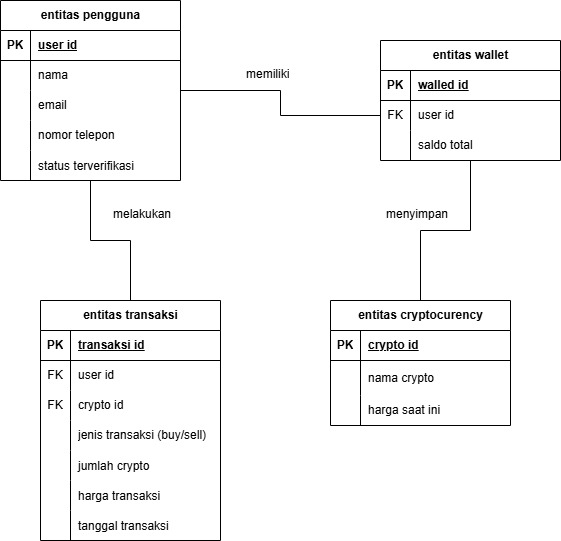 entitas pengguna
PK user id
nama
email
nomor telepon
status terverifikasi
memiliki
entitas wallet
PK walled id
FK user id
saldo total
melakukan
menyimpan
entitas transaksi
PK transaksi id
FK user id
FK crypto id
jenis transaksi (buy/sell)
jumlah crypto
harga transaksi
tanggal transaksi
entitas cryptocurency
PK crypto id
nama crypto
harga saat ini